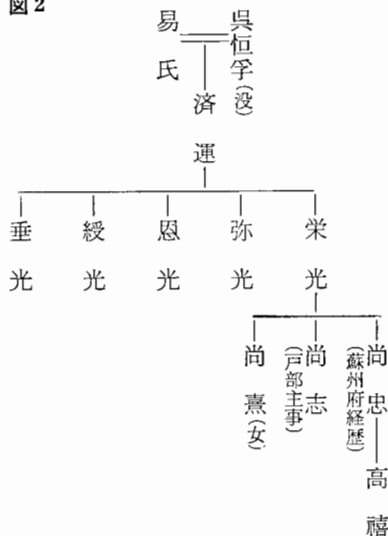 図2
呉恒孚(没)
易氏
済運
栄光
弥光
恩光
綬光
垂光
尚忠
(蘇州府経歴)
高禧
尚志
(戸部主事)
尚熹(女)